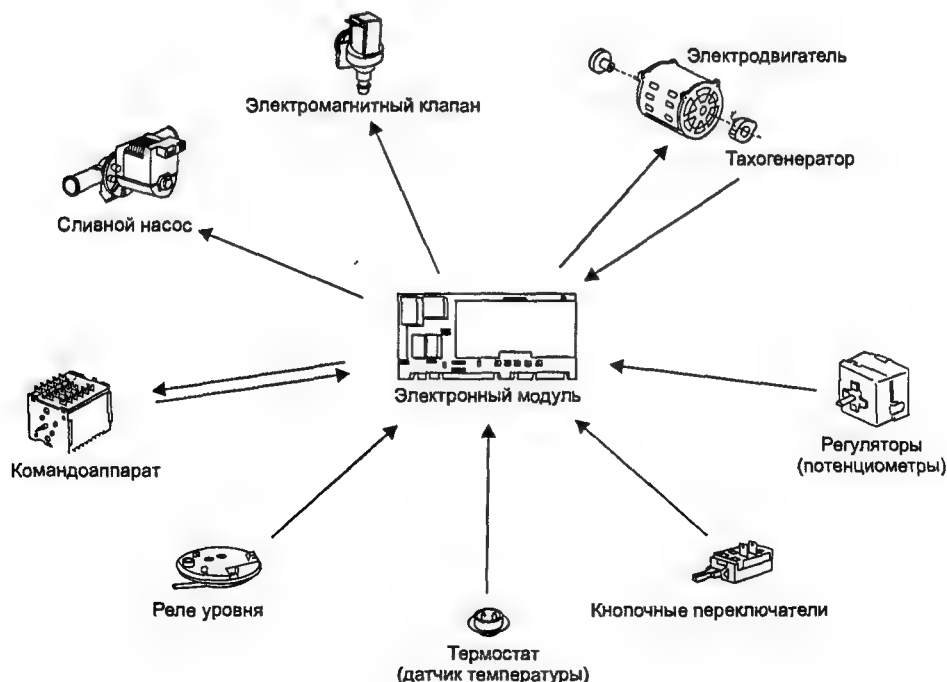 Электромагнитный клапан
Электродвигатель
Тахогенератор
Сливной насос
Электронный модуль
Командоаппарат
Регуляторы
(потенциометры)
Реле уровня
Кнопочные переключатели
Термостат
(датчик температуры)